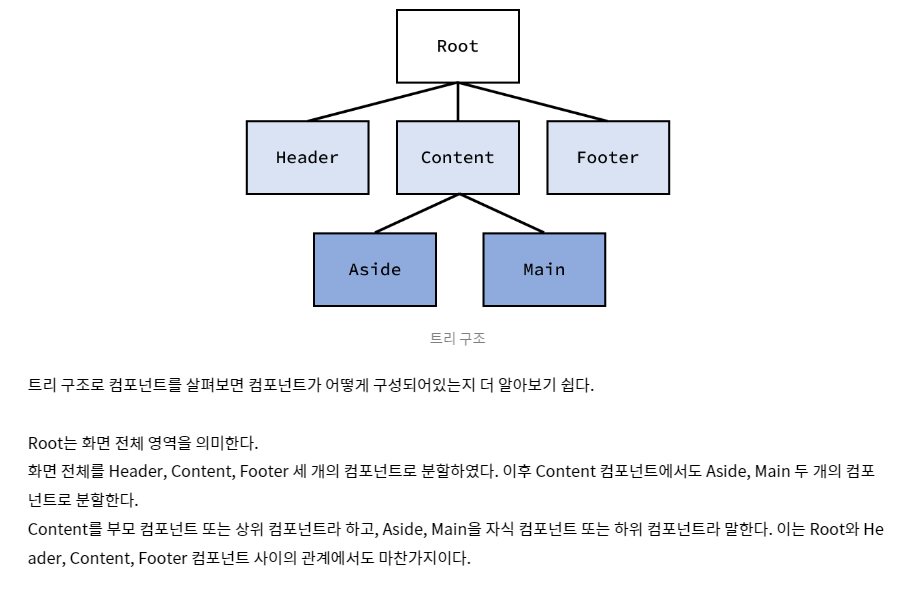 Root
Header
Content
Footer
Aside
Main
트리 구조
트리 구조로 컴포넌트를 살펴보면 컴포넌트가 어떻게 구성되어있는지 더 알아보기 쉽다.
Root는 화면 전체 영역을 의미한다.
화면 전체를 Header, Content, Footer 세 개의 컴포넌트로 분할하였다. 이후 Content 컴포넌트에서도 Aside, Main 두 개의 컴포
넌트로 분할한다.
Content를 부모 컴포넌트 또는 상위 컴포넌트라 하고, Aside, Main을 자식 컴포넌트 또는 하위 컴포넌트라 말한다. 이는 Root와 He
ader, Content, Footer 컴포넌트 사이의 관계에서도 마찬가지이다.